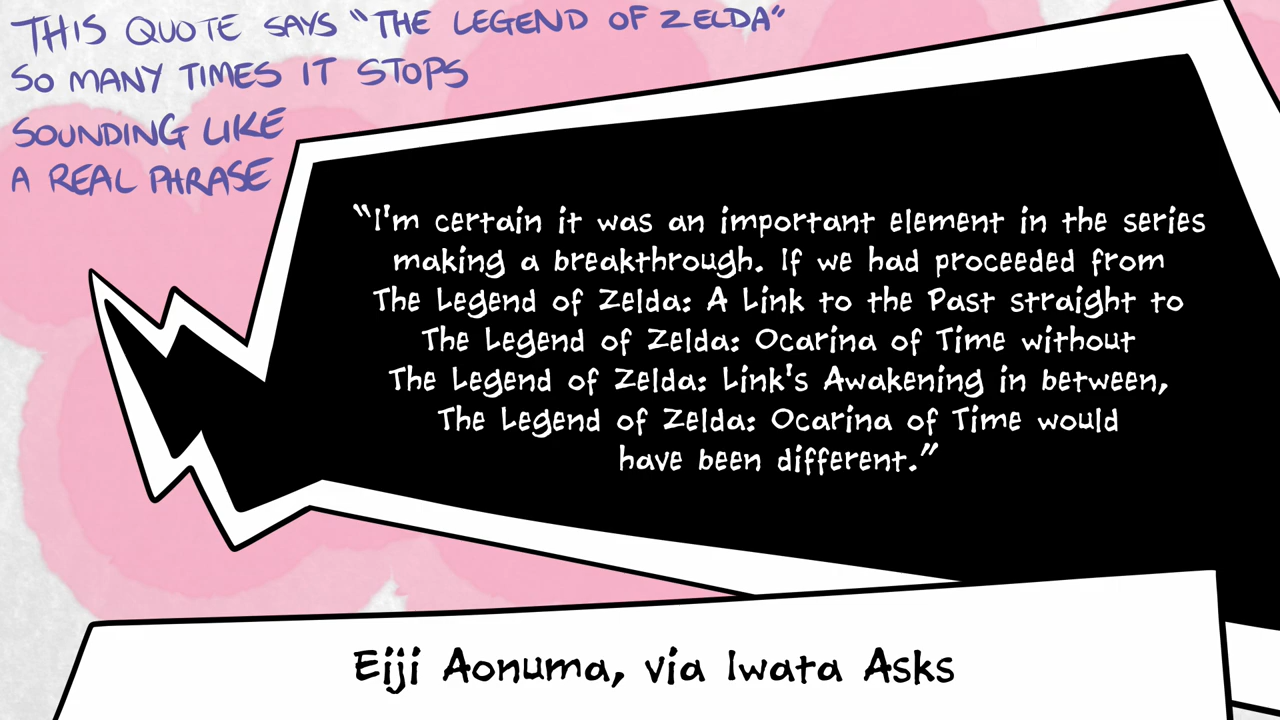 THIS QUOTE SAYS "THE LEGEND OF ZELDA"
SO MANY TIMES IT STOPS
SOUNDING LIKE
A REAL PHRASE
"I'm certain it was an important element in the series
making a breakthrough. If we had proceeded from
The Legend of Zelda: A Link to the Past straight to
The Legend of Zelda: Ocarina of Time without
The Legend of Zelda: Link's Awakening in between,
The Legend of Zelda: Ocarina of Time would
have been different."
Eiji Aonuma, via Iwata Asks